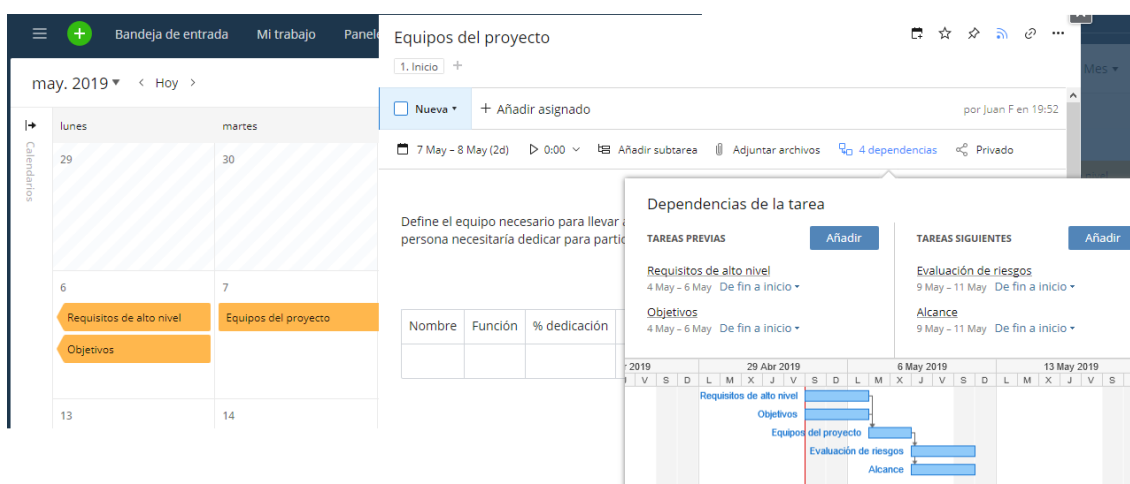 Bandeja de entrada Mi trabajo
may. 2019 Hoy
Calendarios
lunes martes
29 30
6 7
Requisitos de alto nivel Equipos del proyecto
Objetivos
13 14
Equipos del proyecto
1. Inicio +
Nueva + Añadir asignado por Juan F en 19:52
7 May – 8 May (2d) 0:00 Añadir subtarea Adjuntar archivos 4 dependencias Privado
Define el equipo necesario para llevar
persona necesitaría dedicar para
Nombre Función % dedicación
Mes
Dependencias de la tarea
TAREAS PREVIAS Añadir
Requisitos de alto nivel
4 May – 6 May De fin a inicio
Objetivos
4 May – 6 May De fin a inicio
TAREAS SIGUIENTES Añadir
Evaluación de riesgos
9 May – 11 May De fin a inicio
Alcance
9 May – 11 May De fin a inicio
2019 29 Abr 2019 6 May 2019 13 May 2019
V S D L M X J V S D L M X J V S D L M X J V S
Requisitos de alto nivel
Objetivos
Equipos del proyecto
Evaluación de riesgos
Alcance